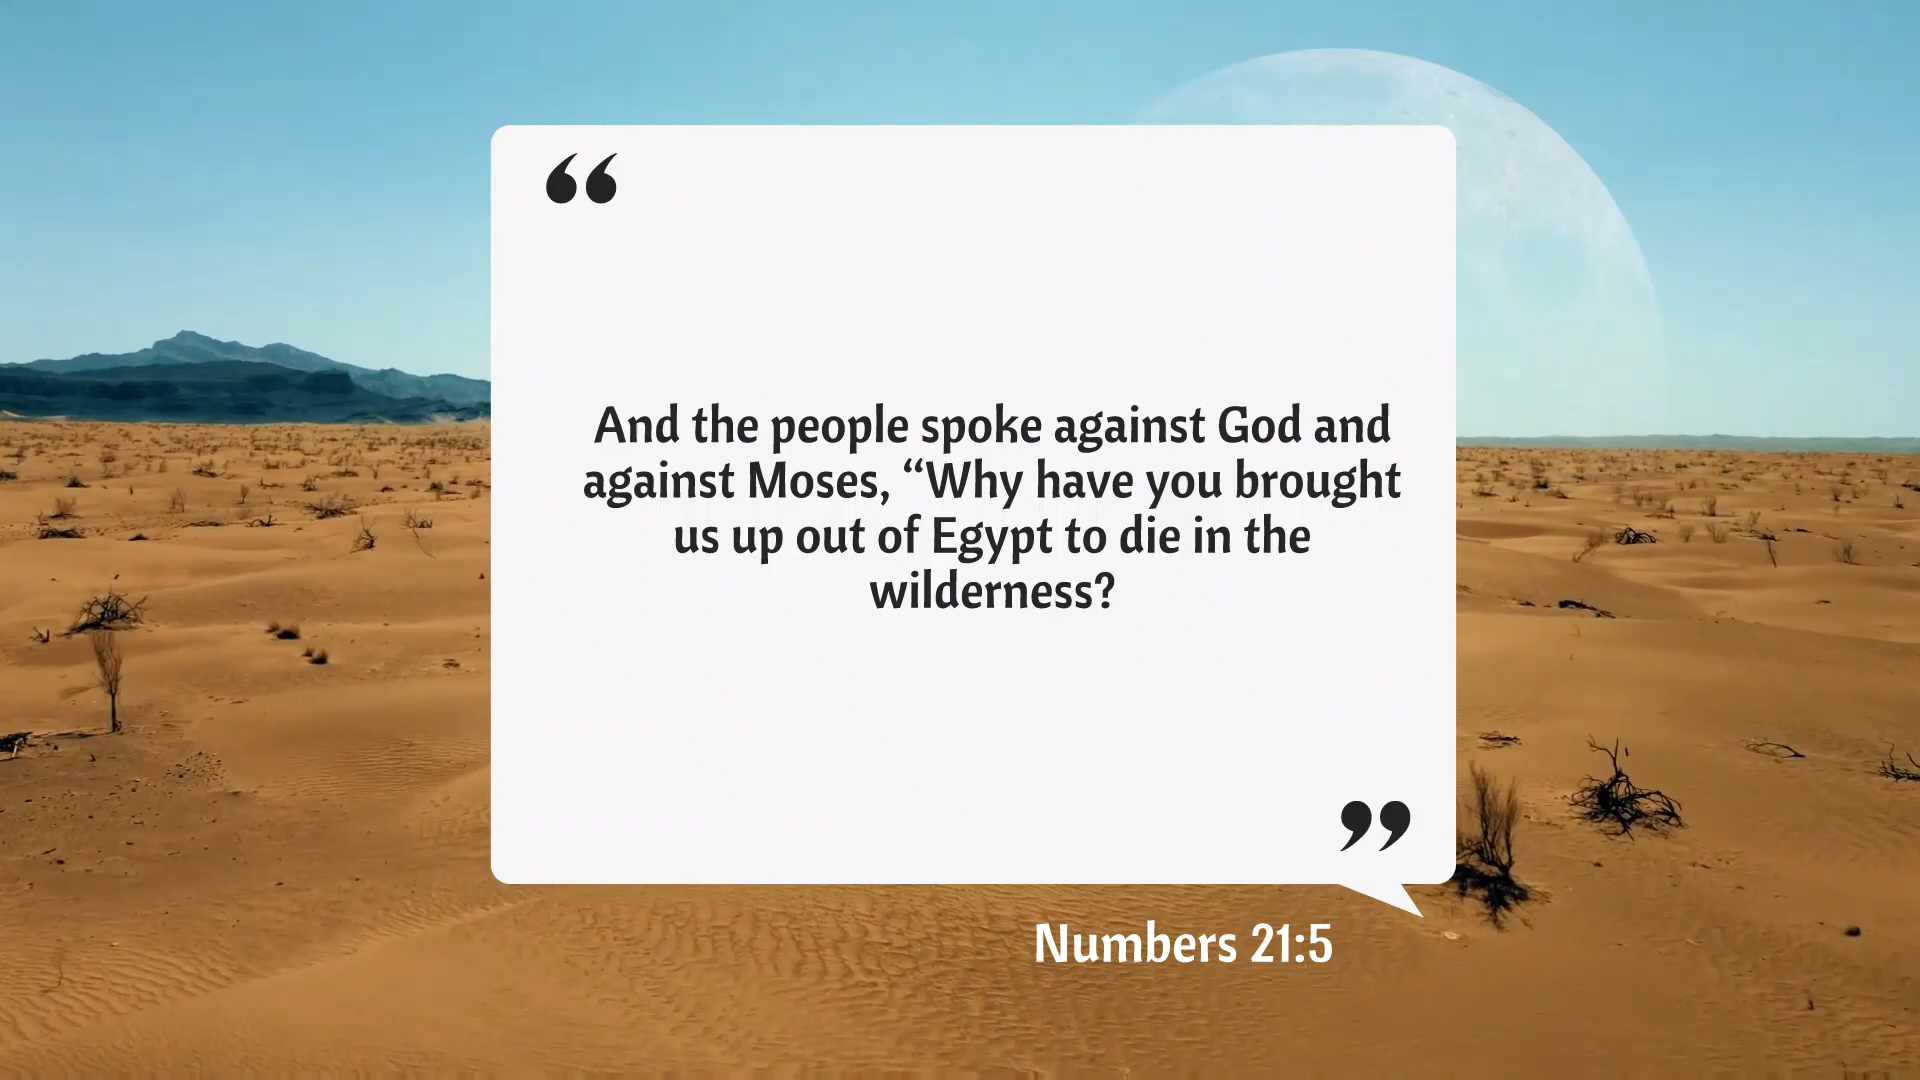 “
And the people spoke against God and
against Moses, “Why have you brought
us up out of Egypt to die in the
wilderness?
”
Numbers 21:5